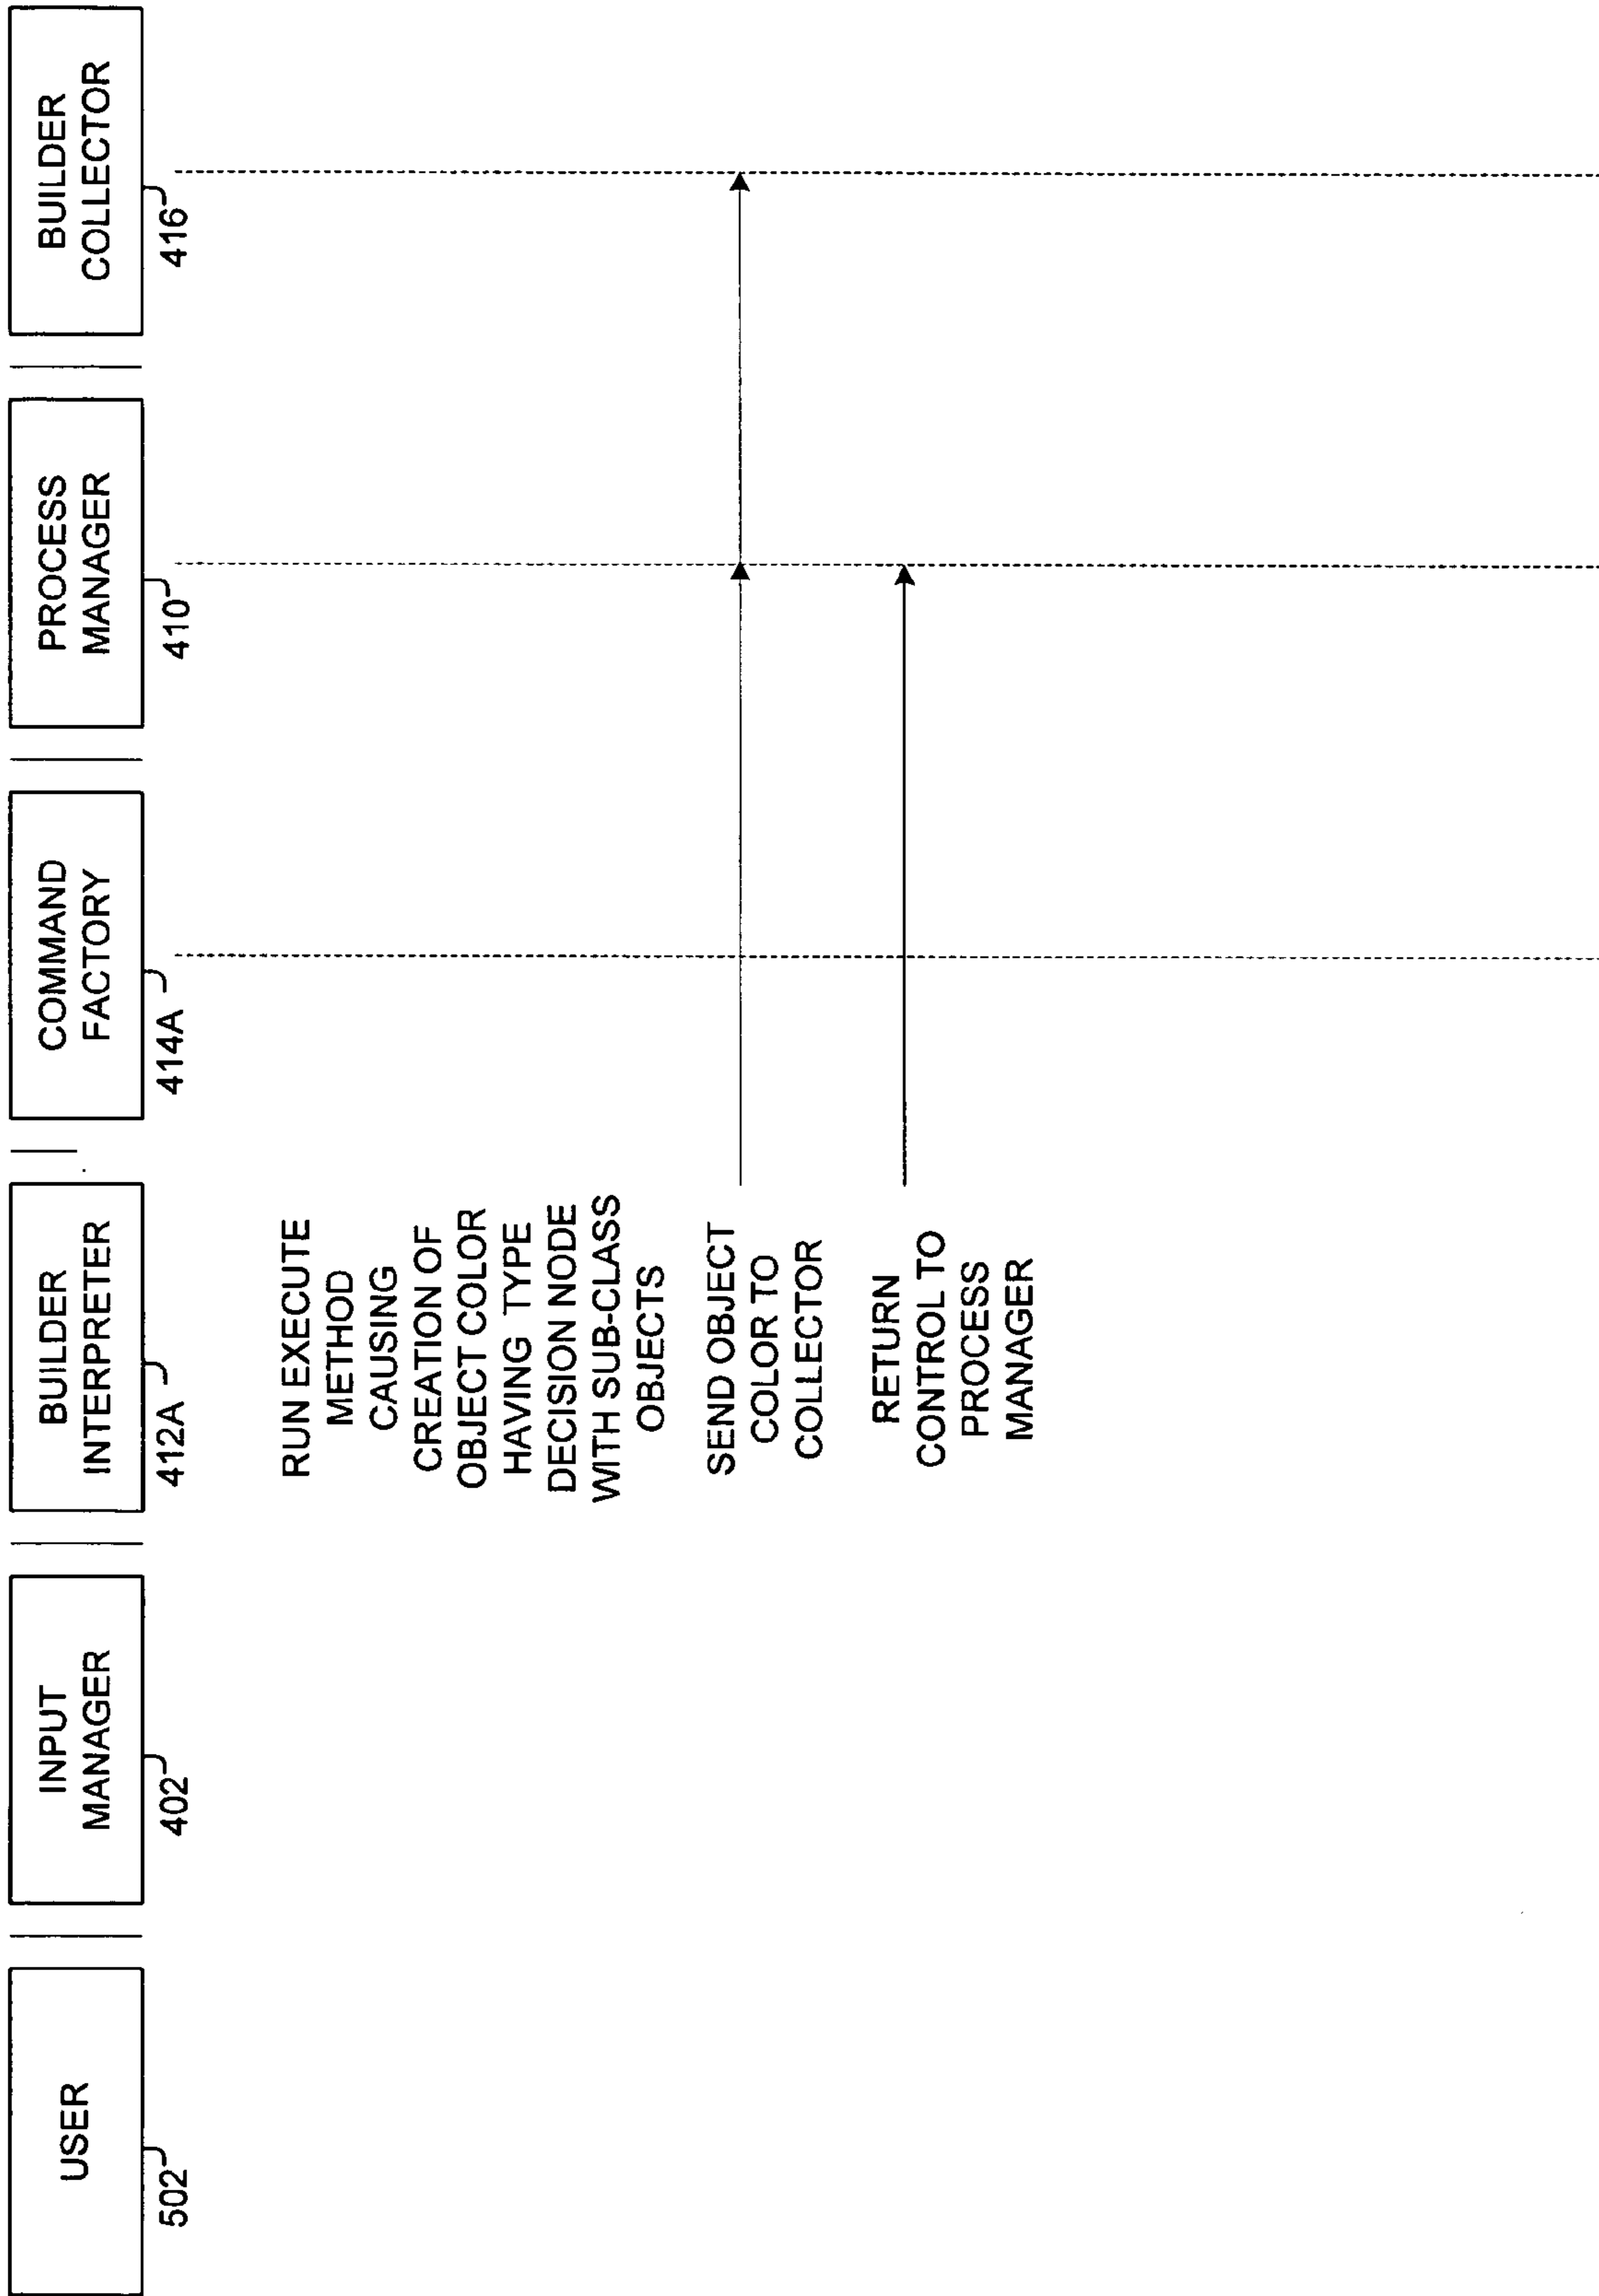 USER
502
INPUT
MANAGER
402
BUILDER
INTERPRETER
412A
COMMAND
FACTORY
414A
PROCESS
MANAGER
410
BUILDER
COLLECTOR
416
RUN EXECUTE
METHOD
CAUSING
CREATION OF
OBJECT COLOR
HAVING TYPE
DECISION NODE
WITH SUB-CLASS
OBJECTS
SEND OBJECT
COLOR TO
COLLECTOR
RETURN
CONTROL TO
PROCESS
MANAGER